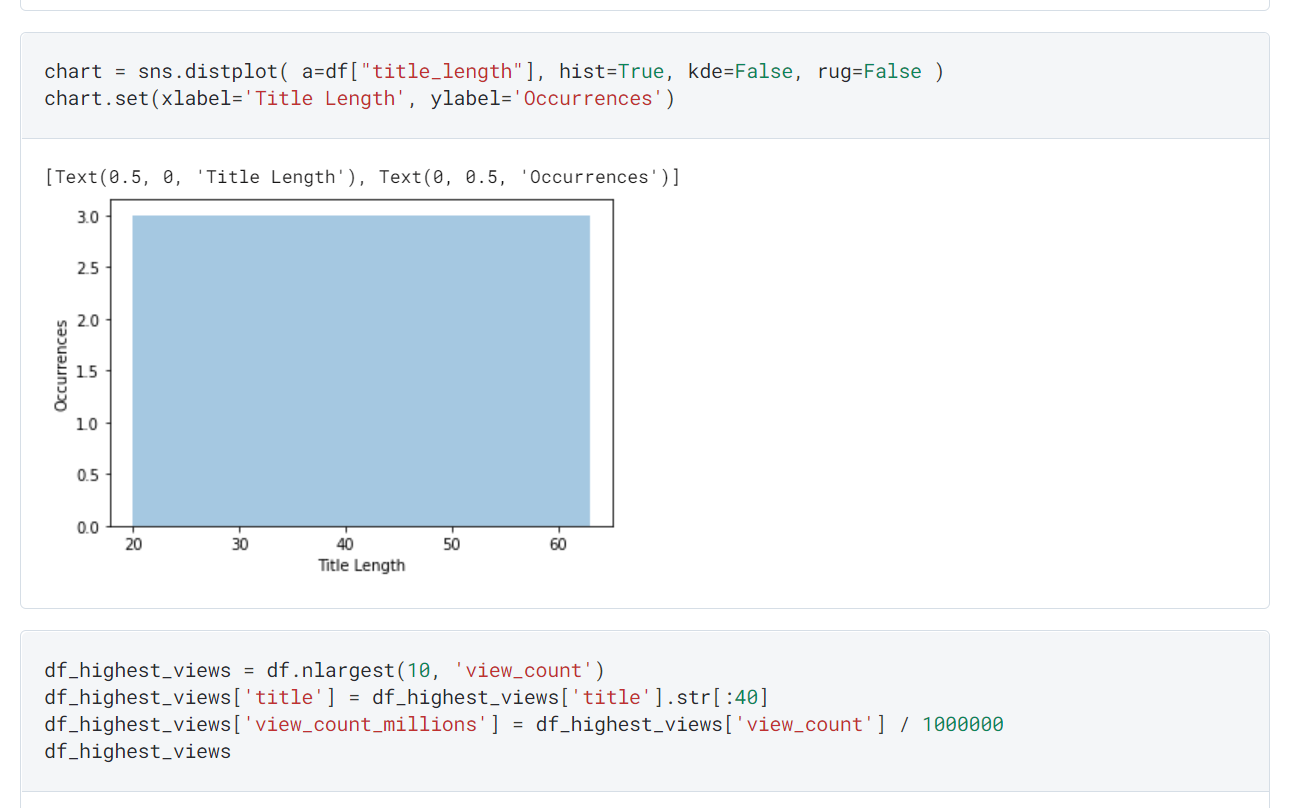 chart = sns.distplot( a=df["title_length"], hist=True, kde=False, rug=False )
chart.set(xlabel='Title Length', ylabel='Occurrences')
[Text(0.5, 0, 'Title Length'), Text(0, 0.5, 'Occurrences')]
3.0
2.5
2.0
1.5
1.0
0.5
0.0
Occurrences
20 30 40 50 60
Title Length
df_highest_views = df.nlargest(10, 'view_count')
df_highest_views['title'] = df_highest_views['title'].str[:40]
df_highest_views['view_count_millions'] = df_highest_views['view_count'] / 1000000
df_highest_views